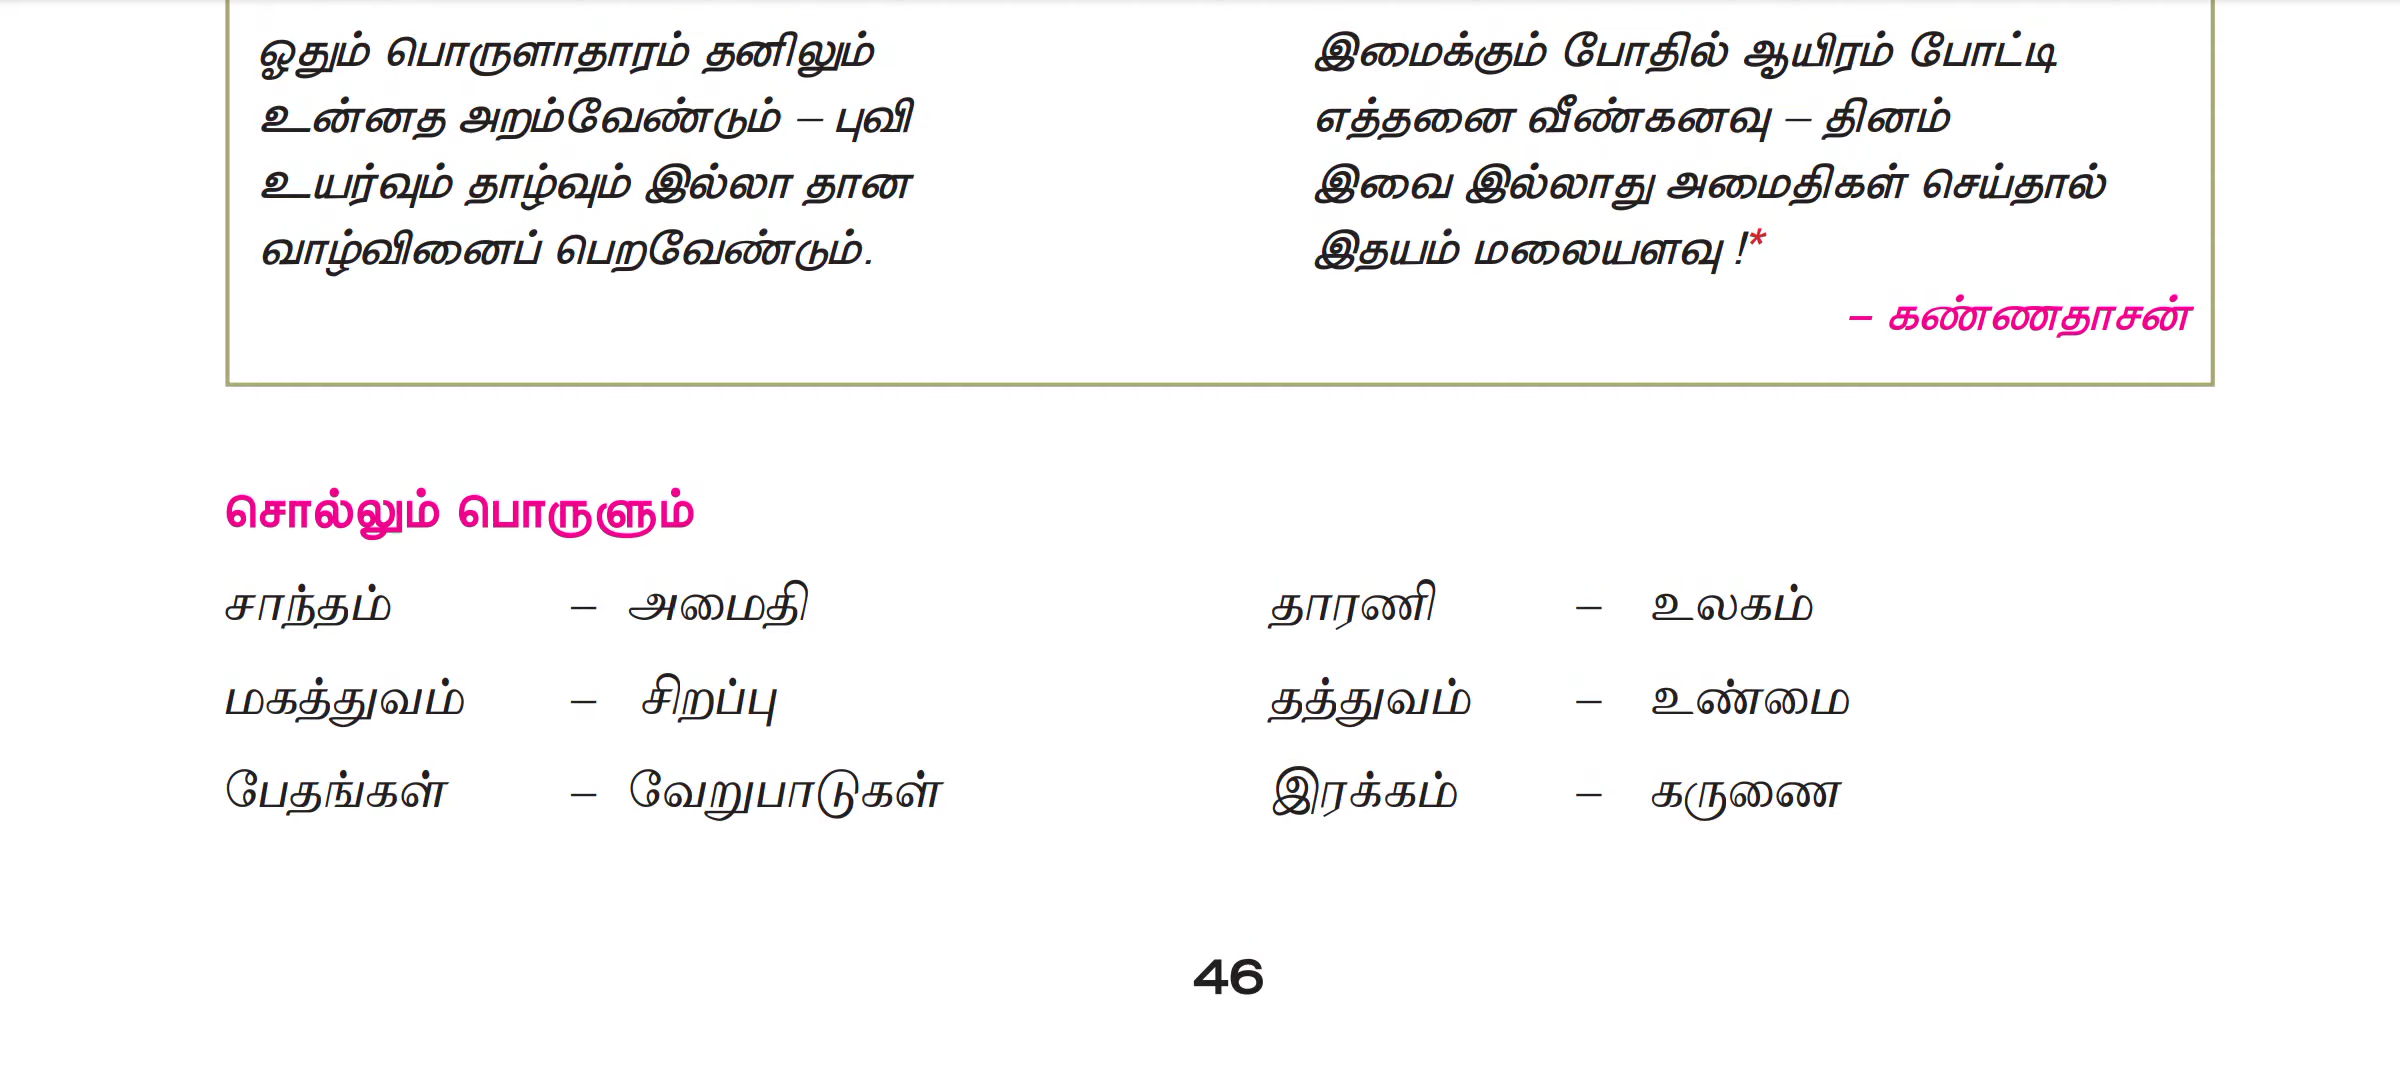 ஓதும் பொருளாதாரம் தனிலும்
உன்னத அறம்வேண்டும் – புவி
உயர்வும் தாழ்வும் இல்லா தான
வாழ்வினைப் பெறவேண்டும்.
இமைக்கும் போதில் ஆயிரம் போட்டி
எத்தனை வீண்கனவு – தினம்
இவை இல்லாது அமைதிகள் செய்தால்
இதயம் மலையளவு !*
– கண்ணதாசன்
சொல்லும் பொருளும்
சாந்தம் – அமைதி
மகத்துவம் – சிறப்பு
பேதங்கள் – வேறுபாடுகள்
தாரணி – உலகம்
தத்துவம் – உண்மை
இரக்கம் – கருணை
46